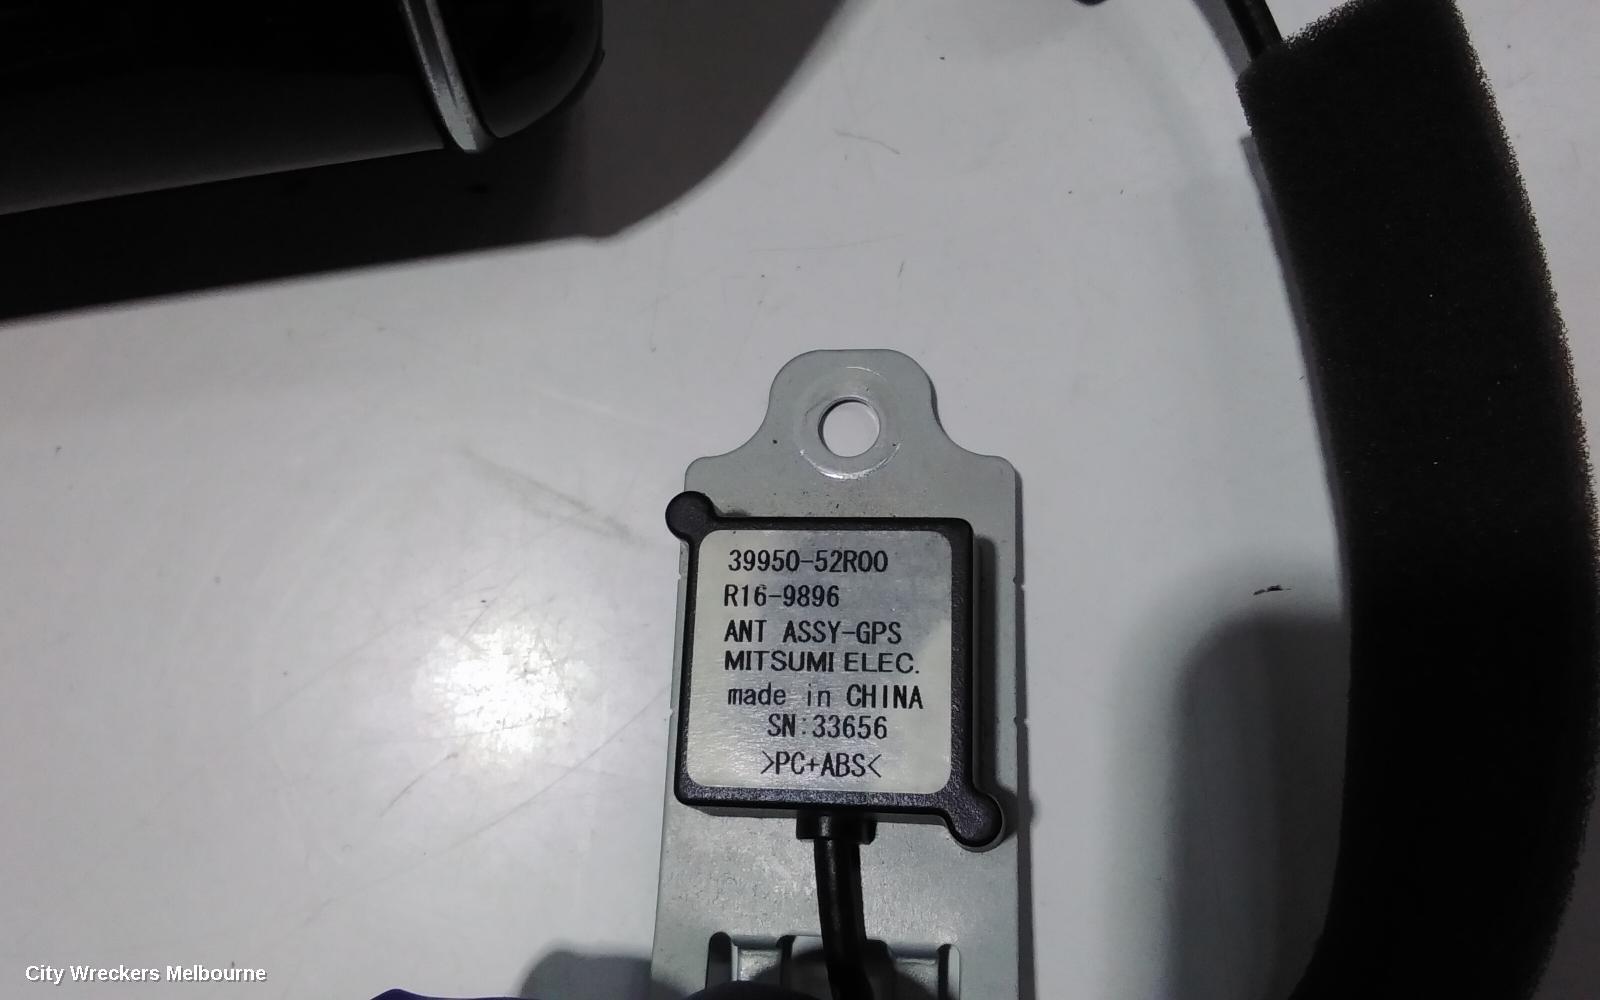 39950-52R00
R16-9896
ANT ASSY-GPS
MITSUMI ELEC.
made in CHINA
SN:33656
>PC+ABS<
City Wreckers Melbourne